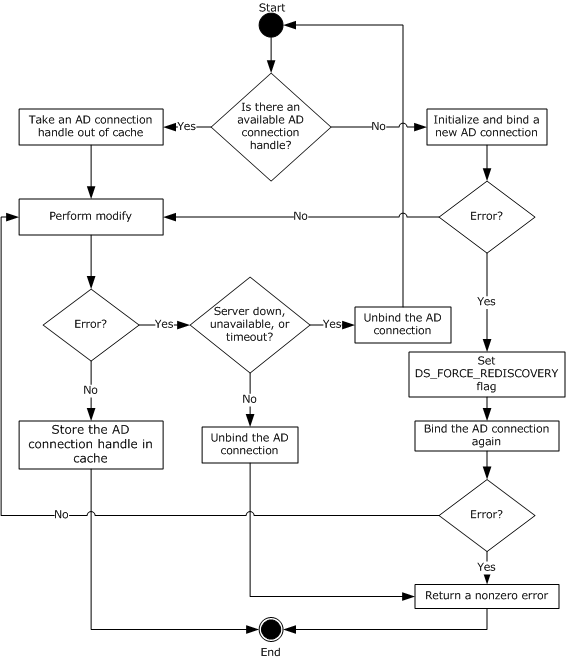 Start
Is there an
available AD
connection
handle?
Yes
No
Take an AD connection
handle out of cache
Initialize and bind a
new AD connection
Perform modify
No
Error?
Yes
Error?
Yes
Server down,
unavailable, or
timeout?
Yes
Unbind the AD
connection
Set
DS_FORCE_REDISCOVERY
flag
No
No
Store the AD
connection handle in
cache
Unbind the AD
connection
Bind the AD connection
again
No
Error?
Yes
Return a nonzero error
End